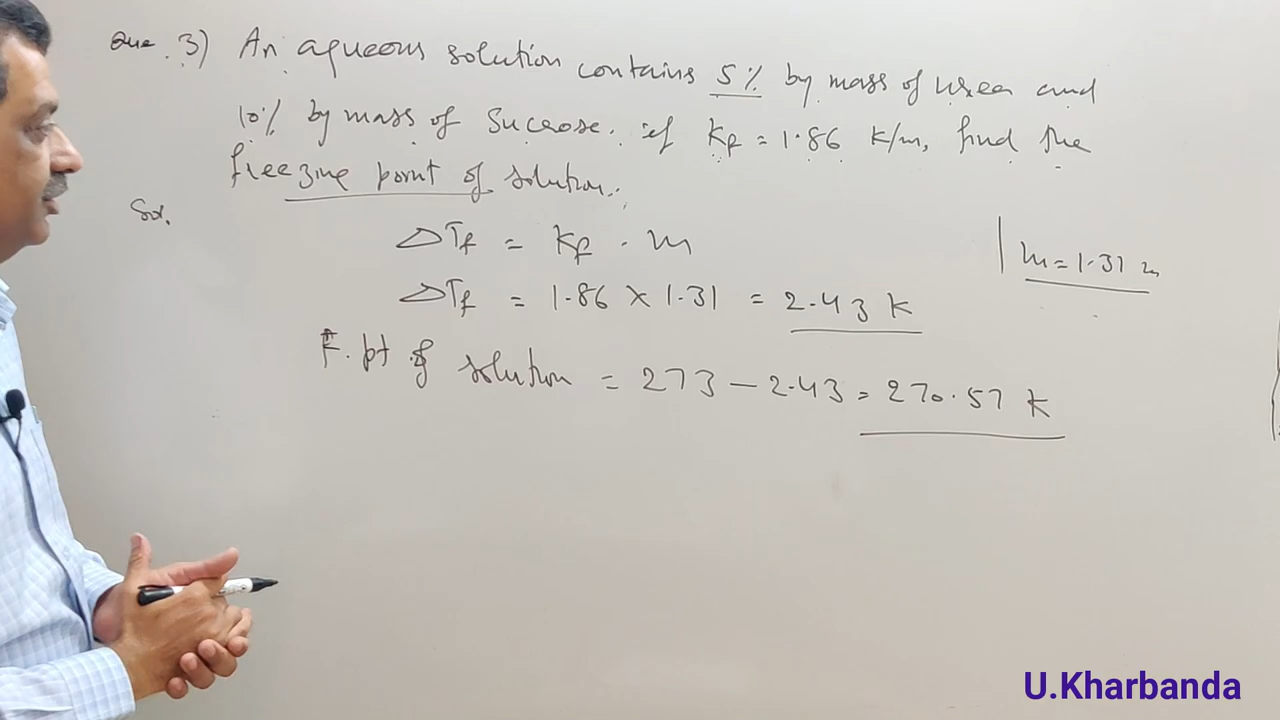 Que. 3) An aqueous solution contains 5% by mass of urea and
10% by mass of sucrose. if Kf = 1.86 K/m, find the
freezing point of solution.
Sol.
ΔTf = Kf . m
m = 1.31 m
ΔTf = 1.86 × 1.31 = 2.43 K
F. pt of solution = 273 – 2.43 = 270.57 K
U.Kharbanda